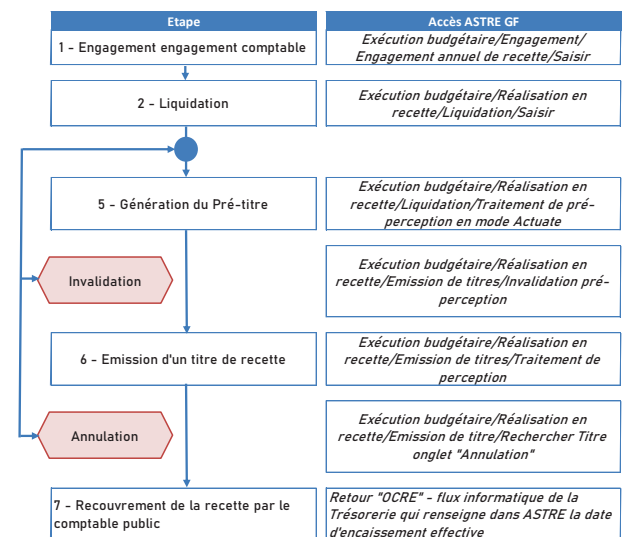 Etape
Accès ASTRE GF
1 - Engagement engagement comptable
Exécution budgétaire/Engagement/
Engagement annuel de recette/Saisir
2 - Liquidation
Exécution budgétaire/Réalisation en
recette/Liquidation/Saisir
5 - Génération du Pré-titre
Exécution budgétaire/Réalisation en
recette/Liquidation/Traitement de pré-
perception en mode Actuate
Invalidation
Exécution budgétaire/Réalisation en
recette/Emission de titres/Invalidation pré-
perception
6 - Emission d'un titre de recette
Exécution budgétaire/Réalisation en
recette/Emission de titres/Traitement de
perception
Annulation
Exécution budgétaire/Réalisation en
recette/Emission de titre/Rechercher Titre
onglet "Annulation"
7 - Recouvrement de la recette par le
comptable public
Retour "OCRE" - flux informatique de la
Trésorerie qui renseigne dans ASTRE la date
d'encaissement effective